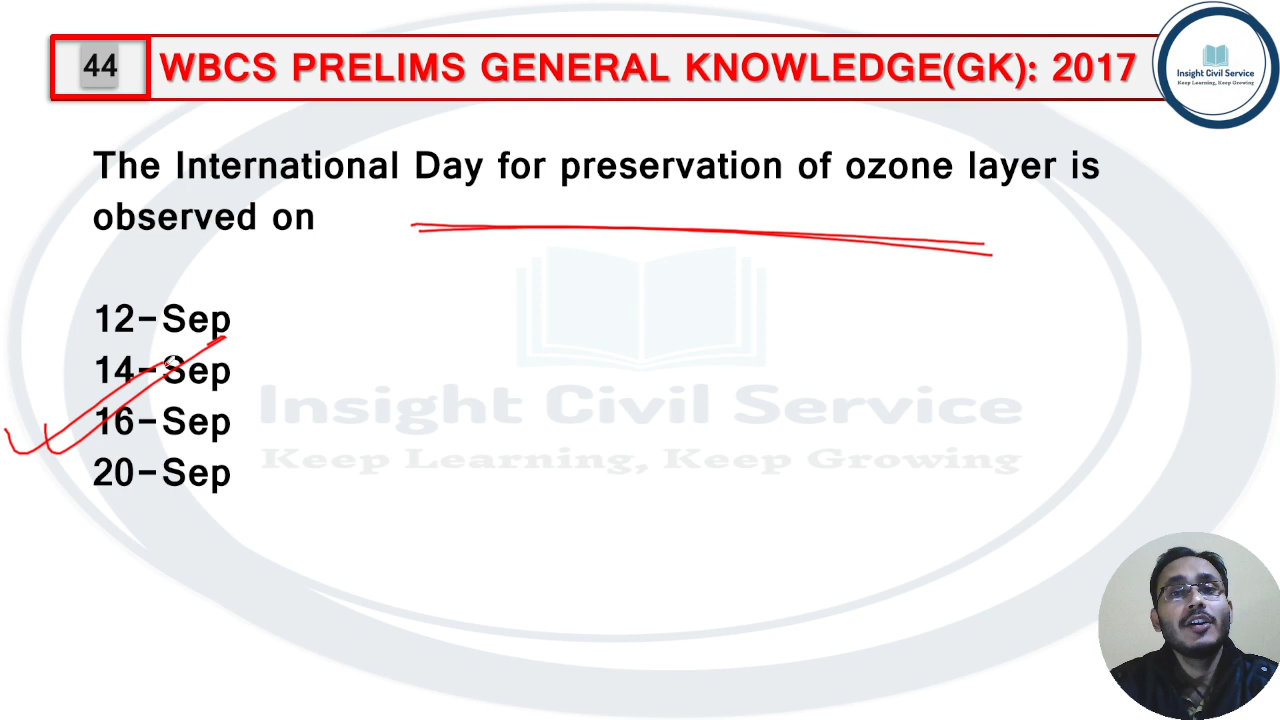 44 WBCS PRELIMS GENERAL KNOWLEDGE(GK): 2017
Insight Civil Service
Keep Learning, Keep Growing
The International Day for preservation of ozone layer is
observed on
12-Sep
14-Sep
16-Sep
20-Sep
Insight Civil Service
Keep Learning, Keep Growing